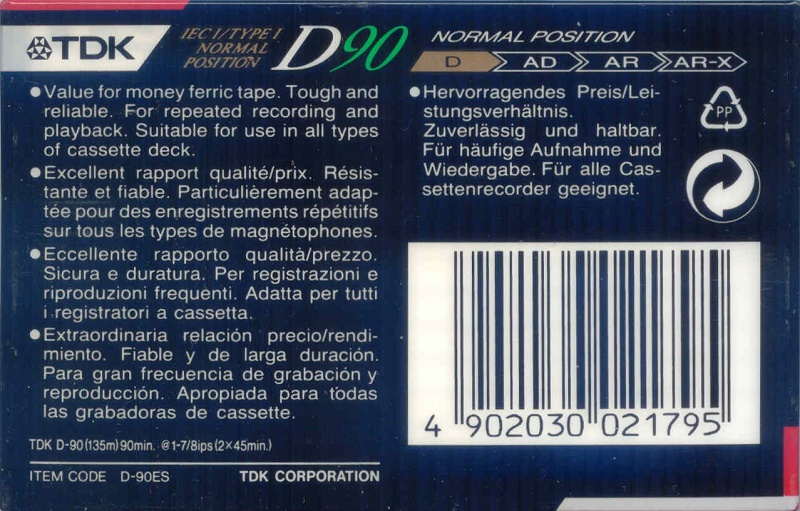 TDK
IEC I/TYPE I
NORMAL
POSITION
D90
NORMAL POSITION
D AD AR AR-X
●Value for money ferric tape. Tough and
reliable. For repeated recording and
playback. Suitable for use in all types
of cassette deck.
●Excellent rapport qualité/prix. Résis-
tante et fiable. Particulièrement adap-
tée pour des enregistrements répétitifs
sur tous les types de magnétophones.
●Eccellente rapporto qualità/prezzo.
Sicura e duratura. Per registrazioni e
riproduzioni frequenti. Adatta per tutti
i registratori a cassetta.
●Extraordinaria relación precio/rendi-
miento. Fiable y de larga duración.
Para gran frecuencia de grabación y
reproducción. Apropiada para todas
las grabadoras de cassette.
TDK D-90 (135m) 90min. @1-7/8ips (2×45min.)
ITEM CODE D-90ES TDK CORPORATION
●Hervorragendes Preis/Lei-
stungsverhältnis.
Zuverlässig und haltbar.
Für häufige Aufnahme und
Wiedergabe. Für alle Cas-
settenrecorder geeignet.
PP
4 902030 021795